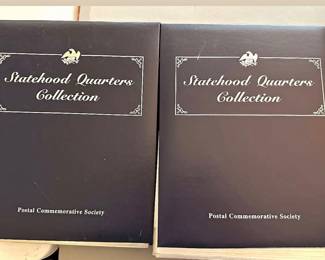 Statehood Quarters
Collection
Postal Commemorative Society
Statehood Quarters
Collection
Postal Commemorative Society